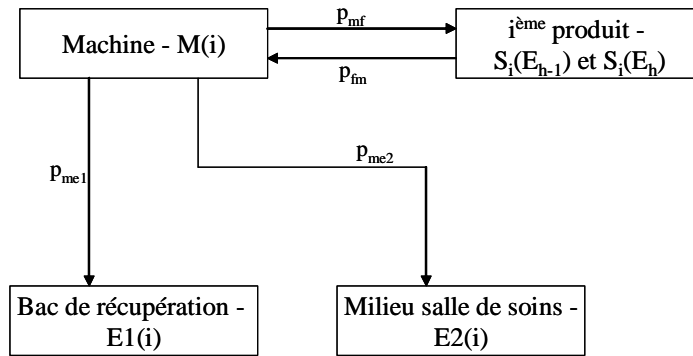 p_mf
Machine - M(i)
i^ème produit -
S_i(E_h-1) et S_i(E_h)
p_fm
p_me1
p_me2
Bac de récupération -
E1(i)
Milieu salle de soins -
E2(i)